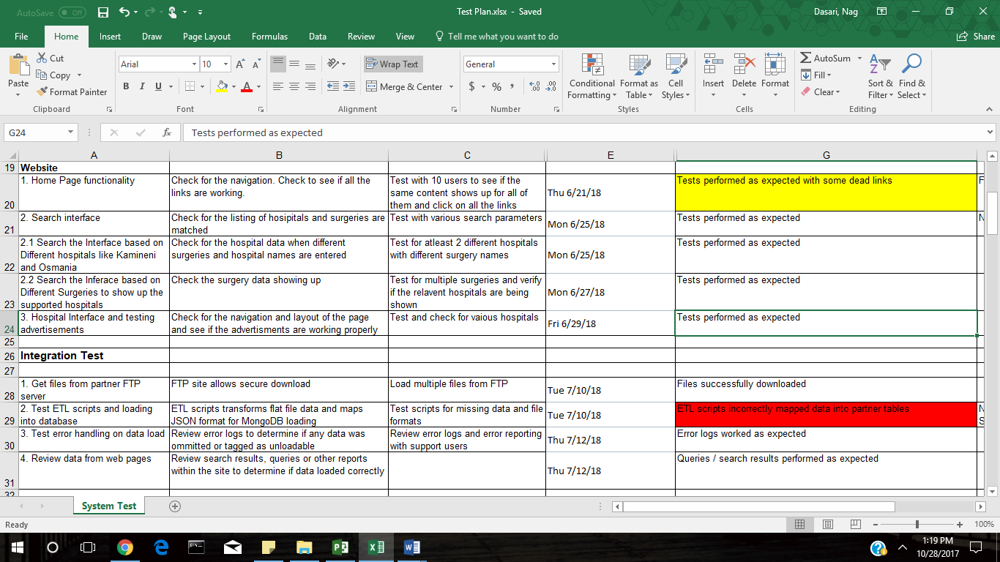 AutoSave Off
Test Plan.xlsx - Saved
Dasari, Nag
File Home Insert Draw Page Layout Formulas Data Review View Tell me what you want to do Share
Paste
Cut
Copy
Format Painter
Clipboard
Arial 10
B I U
Font
Wrap Text
Merge & Center
Alignment
General
$ % ,
Number
Conditional Formatting
Format as Table
Cell Styles
Styles
Insert Delete Format
Cells
AutoSum
Fill
Clear
Sort & Filter
Find & Select
Editing
G24 fx Tests performed as expected
A B C E G
19 Website
20
1. Home Page functionality
Check for the navigation. Check to see if all the
links are working.
Test with 10 users to see if the
same content shows up for all of
them and click on all the links
Thu 6/21/18
Tests performed as expected with some dead links
F
21
2. Search interface
Check for the listing of hosipitals and surgeries are
matched
Test with various search parameters
Mon 6/25/18
Tests performed as expected
N
22
2.1 Search the Interface based on
Different hospitals like Kamineni
and Osmania
Check for the hospital data when different
surgeries and hospital names are entered
Test for atleast 2 different hospitals
with different surgery names
Mon 6/25/18
Tests performed as expected
23
2.2 Search the Inferace based on
Different Surgeries to show up the
supported hospitals
Check the surgery data showing up
Test for multiple surgeries and verify
if the relavent hospitals are being
shown
Mon 6/27/18
Tests performed as expected
24
3. Hospital Interface and testing
advertisements
Check for the navigation and layout of the page
and see if the advertisments are working properly
Test and check for vaious hospitals
Fri 6/29/18
Tests performed as expected
25
26 Integration Test
27
28
1. Get files from partner FTP
server
FTP site allows secure download
Load multiple files from FTP
Tue 7/10/18
Files successfully downloaded
29
2. Test ETL scripts and loading
into database
ETL scripts transforms flat file data and maps
JSON format for MongoDB loading
Test scripts for missing data and file
formats
Tue 7/10/18
ETL scripts incorrectly mapped data into partner tables
N
S
30
3. Test error handling on data load
Review error logs to determine if any data was
ommitted or tagged as unloadable
Review error logs and error reporting
with support users
Thu 7/12/18
Error logs worked as expected
31
4. Review data from web pages
Review search results, queries or other reports
within the site to determine if data loaded correctly
Thu 7/12/18
Queries / search results performed as expected
32
System Test
Ready
100%
1:19 PM
10/28/2017